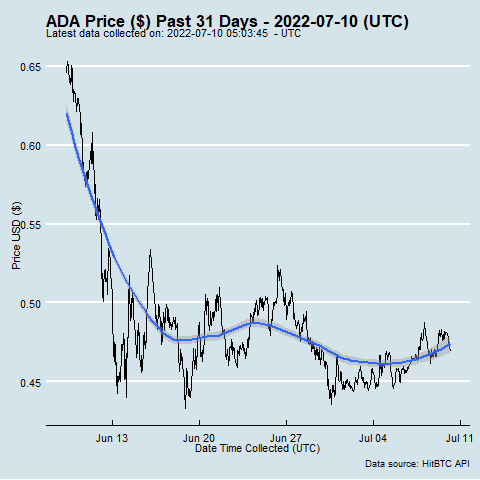 ADA Price ($) Past 31 Days - 2022-07-10 (UTC)
Latest data collected on: 2022-07-10 05:03:45  - UTC
0.65
0.60
0.55
0.50
0.45
Price USD ($)
Jun 13
Jun 20
Jun 27
Jul 04
Jul 11
Date Time Collected (UTC)
Data source: HitBTC API